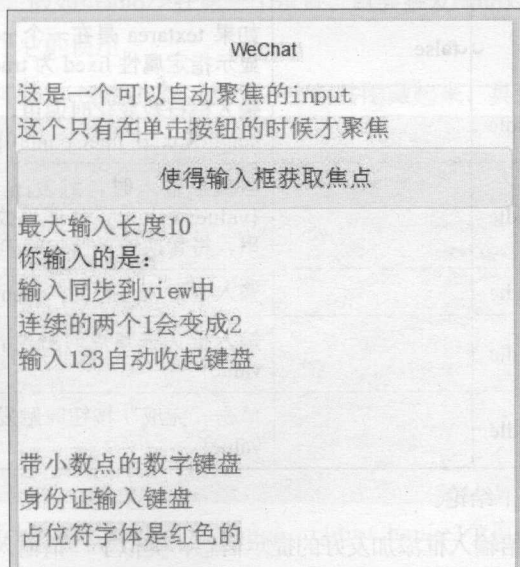 WeChat
这是一个可以自动聚焦的input
这个只有在单击按钮的时候才聚焦
使得输入框获取焦点
最大输入长度10
你输入的是：
输入同步到view中
连续的两个1会变成2
输入123自动收起键盘
带小数点的数字键盘
身份证输入键盘
占位符字体是红色的